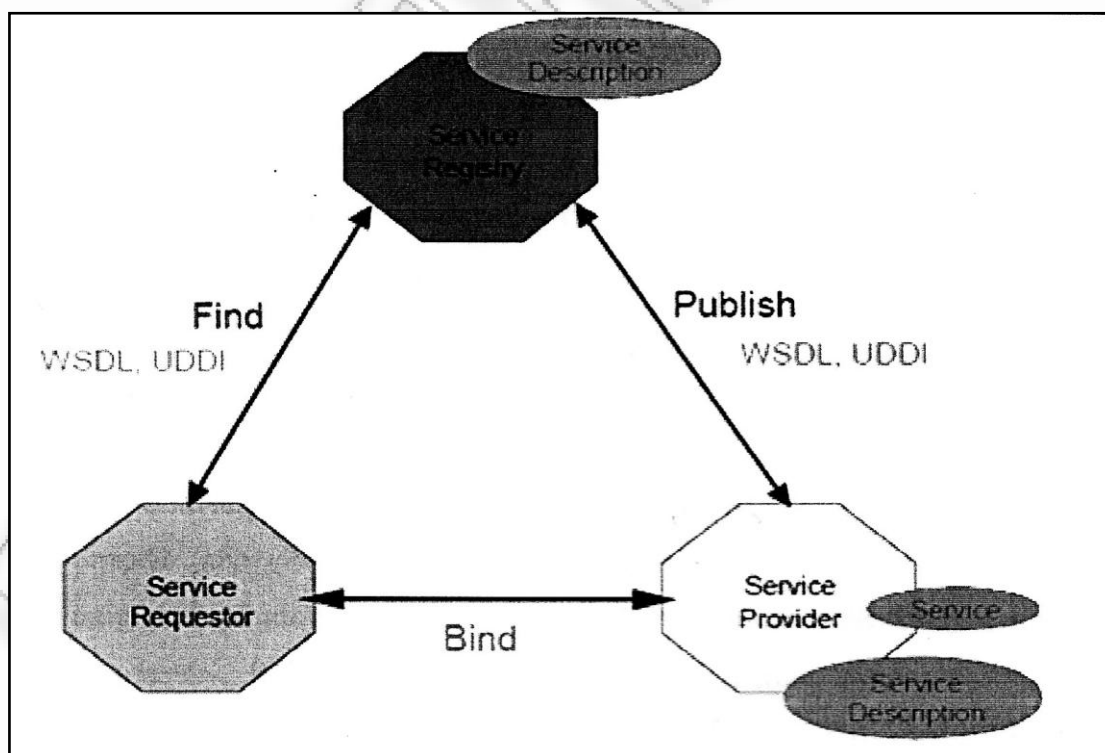 Service
Description
Service
Registry
Find
WSDL, UDDI
Publish
WSDL, UDDI
Service
Requestor
Bind
Service
Provider
Service
Service
Description